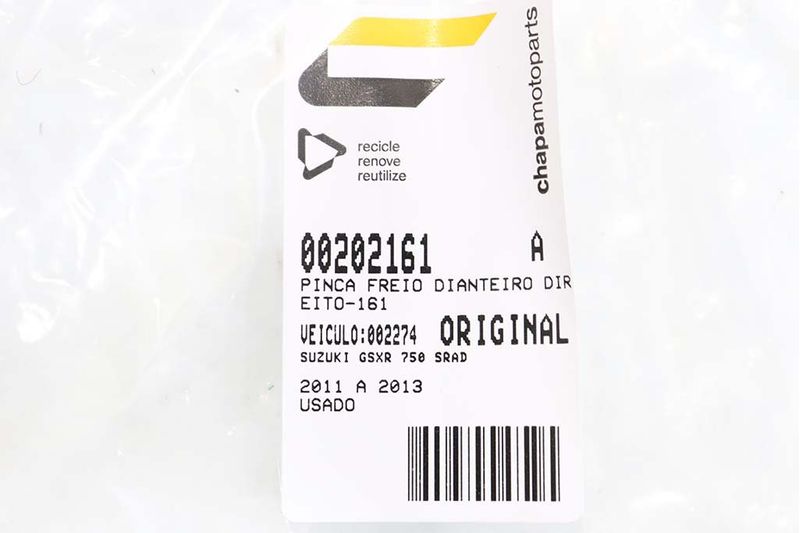 chapamotoparts
recicle
renove
reutilize
00202161 A
PINCA FREIO DIANTEIRO DIR
EITO-161
VEICULO:002274 ORIGINAL
SUZUKI GSXR 750 SRAD
2011 A 2013
USADO